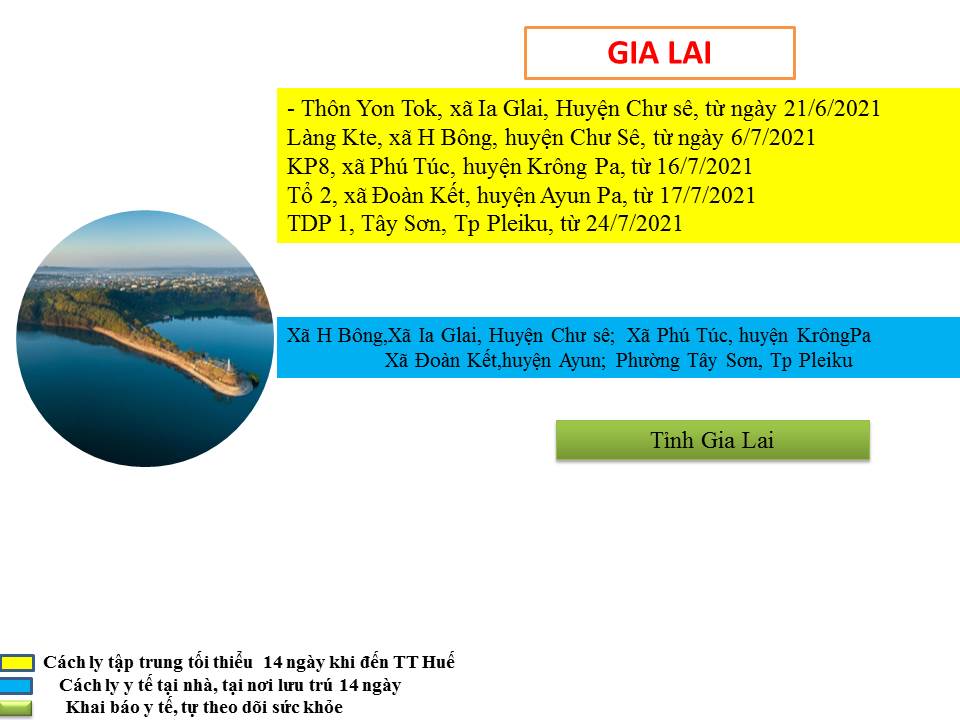 GIA LAI
- Thôn Yon Tok, xã Ia Glai, Huyện Chư sê, từ ngày 21/6/2021
Làng Kte, xã H Bông, huyện Chư Sê, từ ngày 6/7/2021
KP8, xã Phú Túc, huyện Krông Pa, từ 16/7/2021
Tổ 2, xã Đoàn Kết, huyện Ayun Pa, từ 17/7/2021
TDP 1, Tây Sơn, Tp Pleiku, từ 24/7/2021
Xã H Bông,Xã Ia Glai, Huyện Chư sê; Xã Phú Túc, huyện KrôngPa
Xã Đoàn Kết,huyện Ayun; Phường Tây Sơn, Tp Pleiku
Tỉnh Gia Lai
Cách ly tập trung tối thiểu 14 ngày khi đến TT Huế
Cách ly y tế tại nhà, tại nơi lưu trú 14 ngày
Khai báo y tế, tự theo dõi sức khỏe